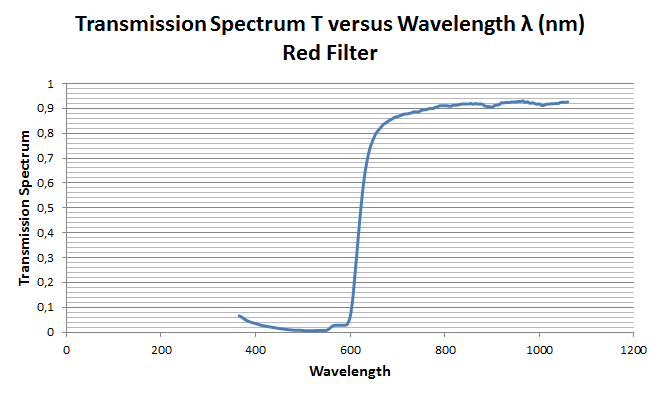 Transmission Spectrum T versus Wavelength λ (nm)
Red Filter
1
0,9
0,8
0,7
0,6
0,5
0,4
0,3
0,2
0,1
0
Transmission Spectrum
0 200 400 600 800 1000 1200
Wavelength